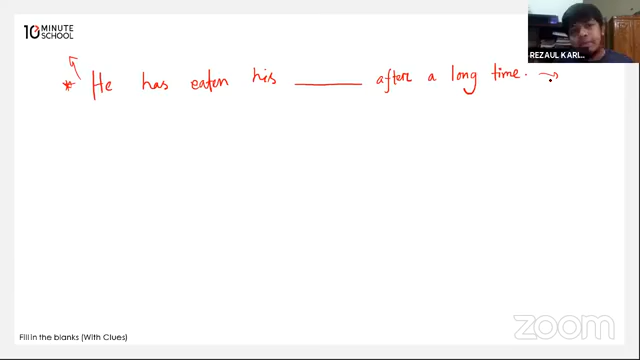 10 MINUTE SCHOOL
REZAUL KARI...
* He has eaten his ______ after a long time. →
Fill in the blanks (With Clues)
zoom